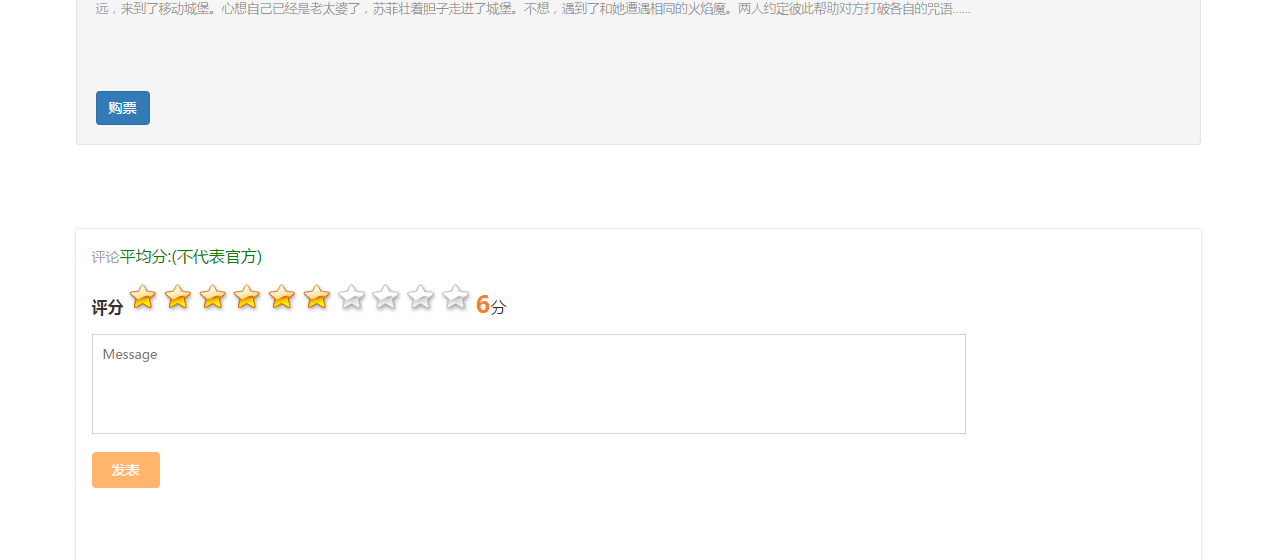 远，来到了移动城堡。心想自己已经是老太婆了，苏菲壮着胆子走进了城堡。不想，遇到了和她遭遇相同的火焰魔。两人约定彼此帮助对方打破各自的咒语……
购票
评论平均分:(不代表官方)
评分 6分
Message
发表